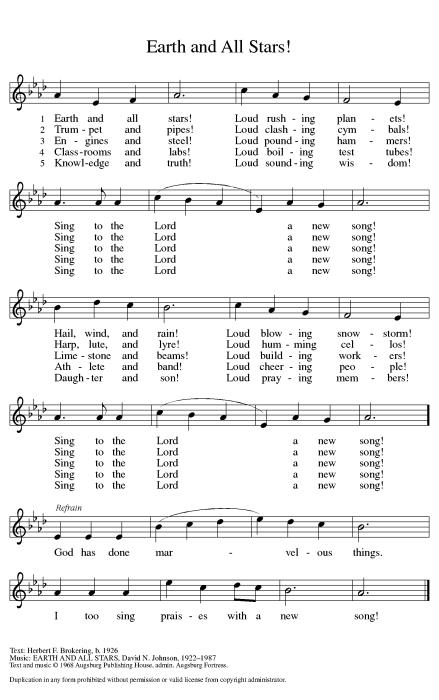 Earth and All Stars!
1 Earth and all stars! Loud rush - ing plan - ets!
2 Trum - pet and pipes! Loud clash - ing cym - bals!
3 En - gines and steel! Loud pound - ing ham - mers!
4 Class - rooms and labs! Loud boil - ing test tubes!
5 Knowl - edge and truth! Loud sound - ing wis - dom!
Sing to the Lord a new song!
Sing to the Lord a new song!
Sing to the Lord a new song!
Sing to the Lord a new song!
Sing to the Lord a new song!
Hail, wind, and rain! Loud blow - ing snow - storm!
Harp, lute, and lyre! Loud hum - ming cel - los!
Lime - stone and beams! Loud build - ing work - ers!
Ath - lete and band! Loud cheer - ing peo - ple!
Daugh - ter and son! Loud pray - ing mem - bers!
Sing to the Lord a new song!
Sing to the Lord a new song!
Sing to the Lord a new song!
Sing to the Lord a new song!
Sing to the Lord a new song!
Refrain
God has done mar - vel - ous things.
I too sing prais - es with a new song!
Text: Herbert F. Brokering, b. 1926
Music: EARTH AND ALL STARS, David N. Johnson, 1922–1987
Text and music © 1968 Augsburg Publishing House, admin. Augsburg Fortress.
Duplication in any form prohibited without permission or valid license from copyright administrator.